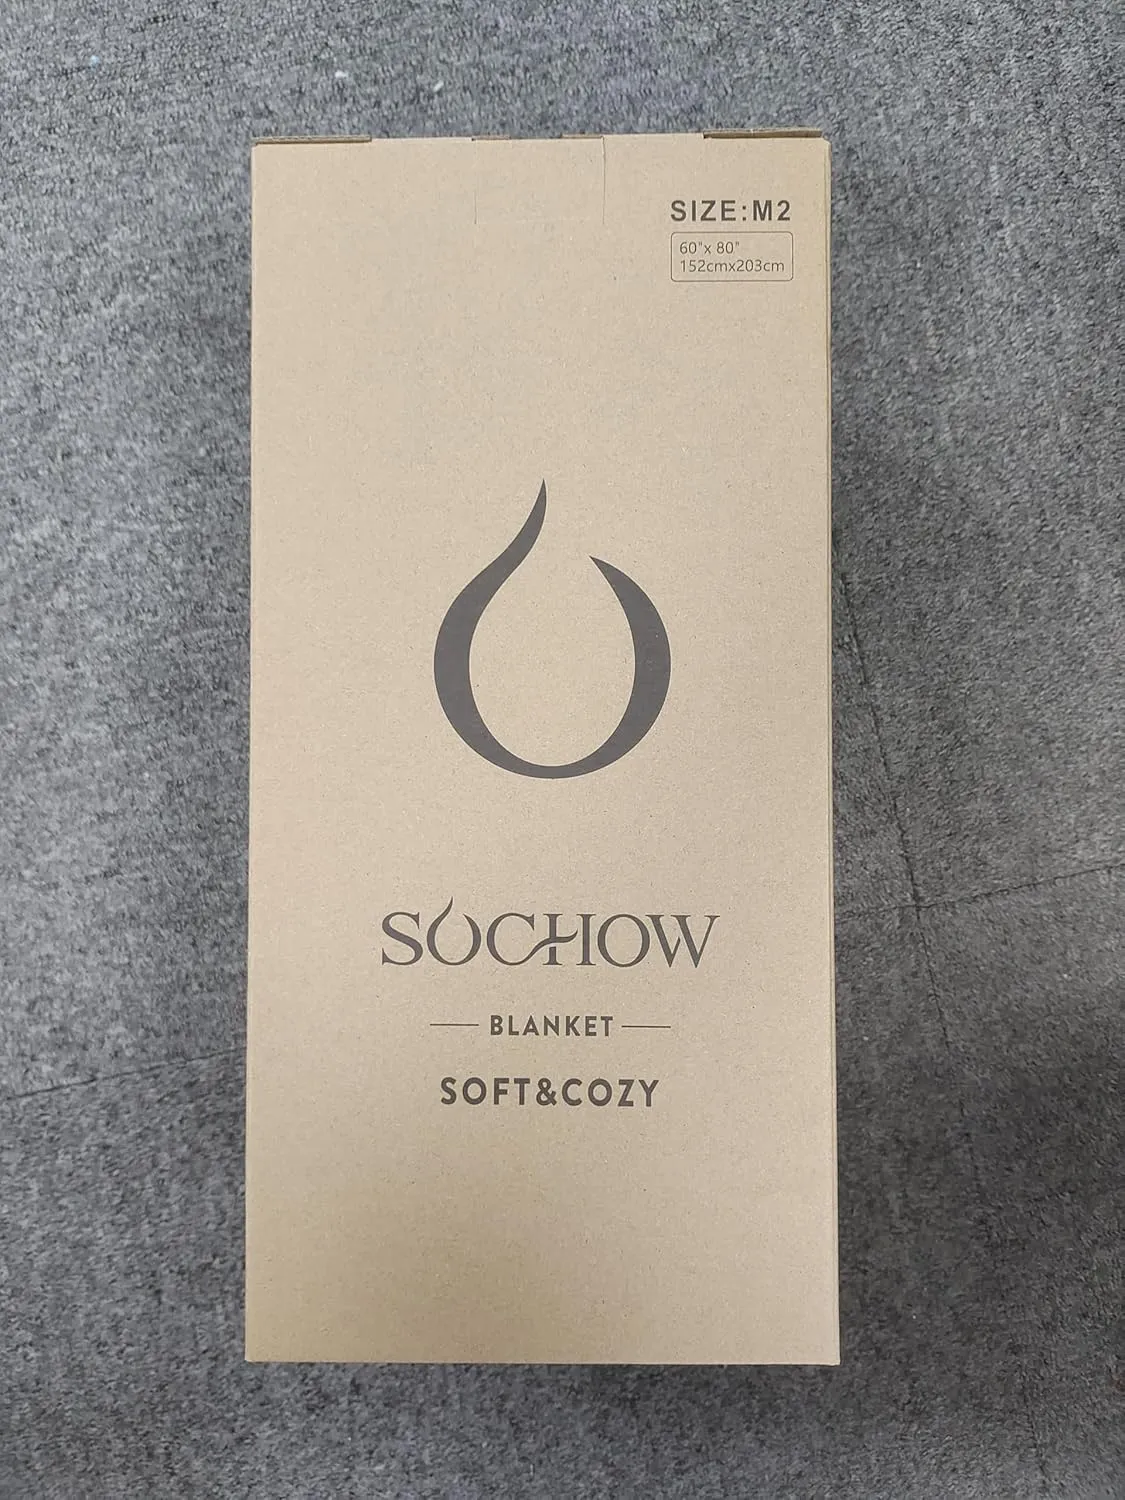 SIZE:M2
60"x 80"
152cmx203cm
SOCHOW
BLANKET
SOFT&COZY